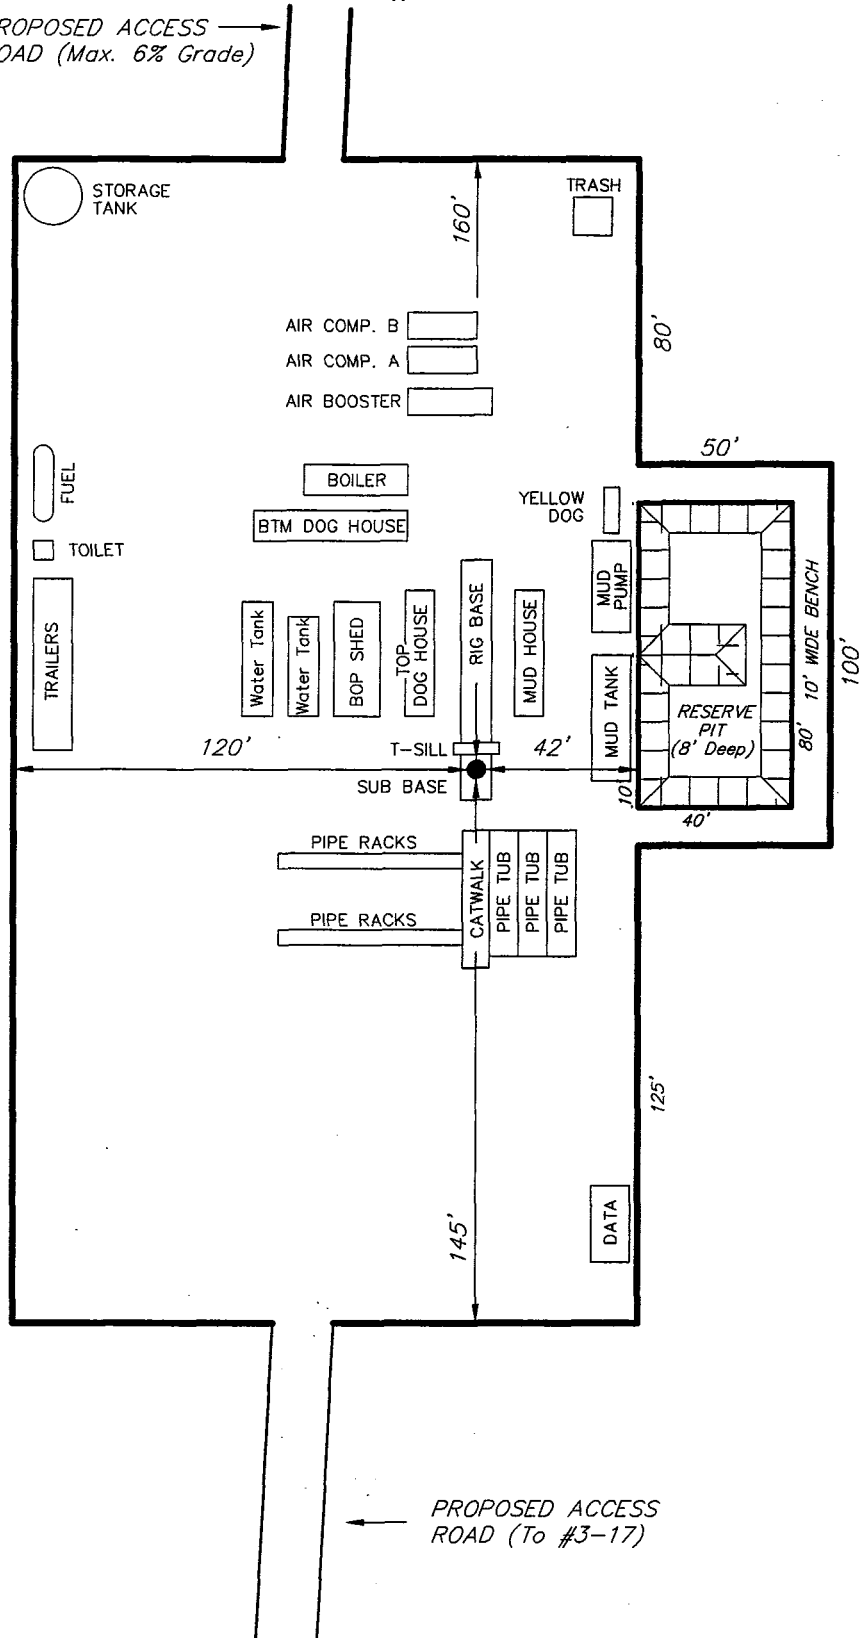 ROPOSED ACCESS
OAD (Max. 6% Grade)
STORAGE
TANK
TRASH
160'
80'
AIR COMP. B
AIR COMP. A
AIR BOOSTER
50'
FUEL
BOILER
YELLOW
DOG
BTM DOG HOUSE
TOILET
MUD
PUMP
TRAILERS
Water Tank
Water Tank
BOP SHED
TOP
DOG HOUSE
RIG BASE
MUD HOUSE
MUD TANK
10' WIDE BENCH
100'
RESERVE
PIT
(8' Deep)
80'
120'
T-SILL
42'
SUB BASE
10'
40'
PIPE RACKS
CATWALK
PIPE TUB
PIPE TUB
PIPE TUB
PIPE RACKS
125'
145'
DATA
PROPOSED ACCESS
ROAD (To #3-17)